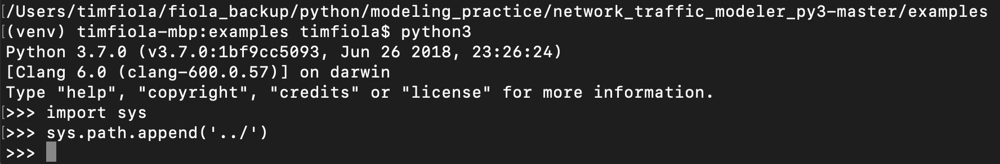 /Users/timfiola/fiola_backup/python/modeling_practice/network_traffic_modeler_py3-master/examples
(venv) timfiola-mbp:examples timfiola$ python3
Python 3.7.0 (v3.7.0:1bf9cc5093, Jun 26 2018, 23:26:24)
[Clang 6.0 (clang-600.0.57)] on darwin
Type "help", "copyright", "credits" or "license" for more information.
>>> import sys
>>> sys.path.append('../')
>>>